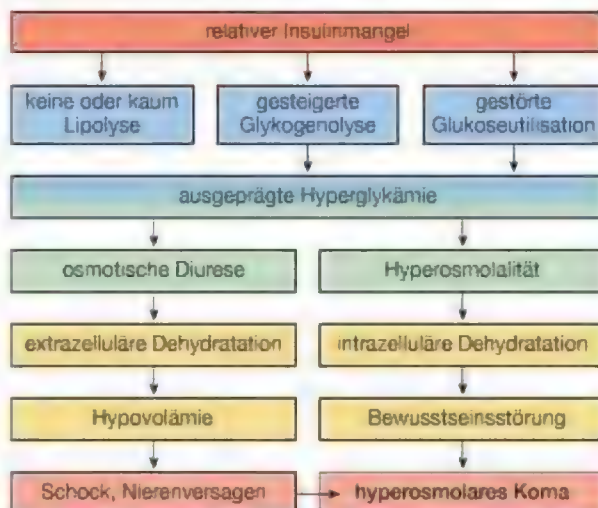 relativer Insulinmangel
keine oder kaum
Lipolyse
gesteigerte
Glykogenolyse
gestörte
Glukoseutilisation
ausgeprägte Hyperglykämie
osmotische Diurese
Hyperosmolalität
extrazelluläre Dehydratation
intrazelluläre Dehydratation
Hypovolämie
Bewusstseinsstörung
Schock, Nierenversagen
hyperosmolares Koma